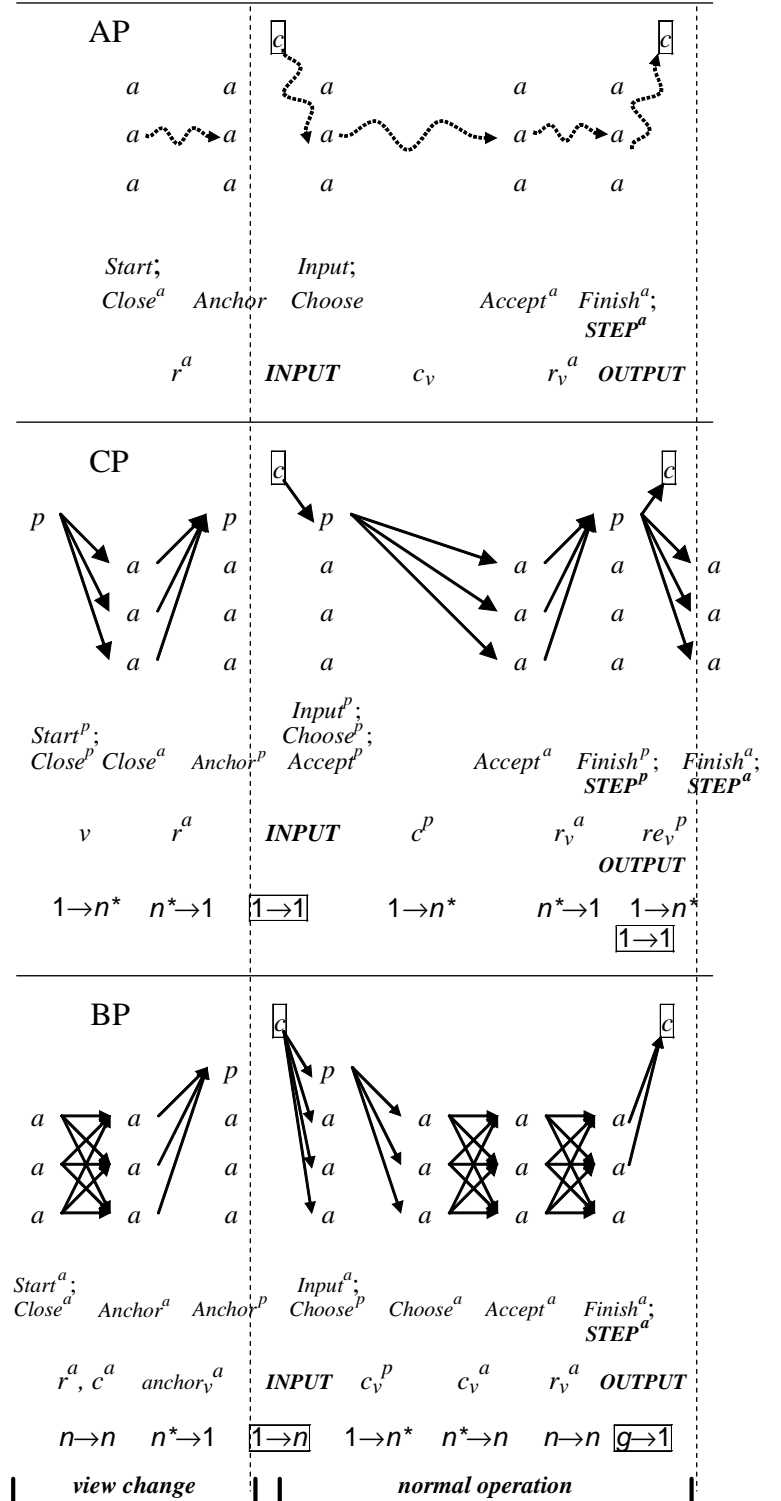 AP c c
a a a a a
a a a a a
a a a a a
Start; Input;
Close^a Anchor Choose Accept^a Finish^a;
STEP^a
r^a INPUT c_v r_v^a OUTPUT
CP c c
p p p p
a a a a a
a a a a a
a a a a a
Input^p;
Start^p; Choose^p;
Close^p Close^a Anchor^p Accept^p Accept^a Finish^p; Finish^a;
STEP^p STEP^a
v r^a INPUT c^p r_v^a re_v^p
OUTPUT
1→n* n*→1 1→1 1→n* n*→1 1→n*
1→1
BP c c
p p
a a a a a a a
a a a a a a a
a a a a a a a
Start^a; Input^a;
Close^a Anchor^a Anchor^p Choose^p Choose^a Accept^a Finish^a;
STEP^a
r^a, c^a anchor_v^a INPUT c_v^p c_v^a r_v^a OUTPUT
n→n n*→1 1→n 1→n* n*→n n→n g→1
view change normal operation